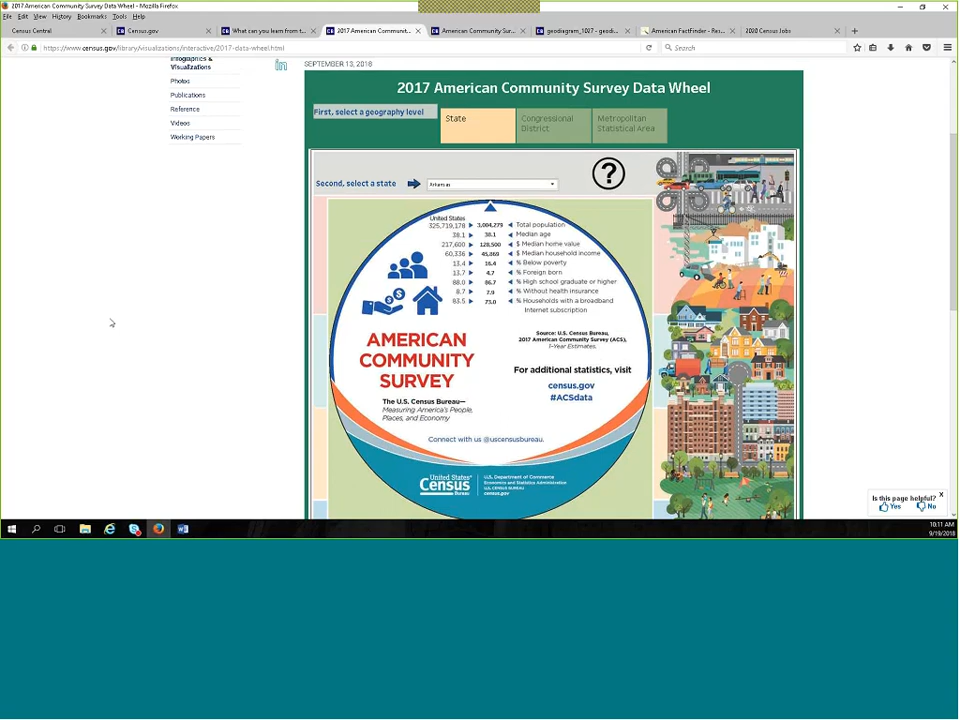 2017 American Community Survey Data Wheel - Mozilla Firefox
File Edit View History Bookmarks Tools Help
Census Central
Census.gov
What can you learn from t...
2017 American Communit...
American Community Sur...
geodiagram_1027 - geodi...
American FactFinder - Res...
2020 Census Jobs
https://www.census.gov/library/visualizations/interactive/2017-data-wheel.html
Search
Infographics &
Visualizations
Photos
Publications
Reference
Videos
Working Papers
in
SEPTEMBER 13, 2018
2017 American Community Survey Data Wheel
First, select a geography level
State
Congressional
District
Metropolitan
Statistical Area
Second, select a state
Arkansas
?
United States
325,719,178 3,004,279 Total population
38.1 38.1 Median age
217,600 128,500 $ Median home value
60,336 45,869 $ Median household income
13.4 16.4 % Below poverty
13.7 4.7 % Foreign born
88.0 86.7 % High school graduate or higher
8.7 7.9 % Without health insurance
83.5 73.0 % Households with a broadband
Internet subscription
AMERICAN
COMMUNITY
SURVEY
The U.S. Census Bureau—
Measuring America's People,
Places, and Economy
Source: U.S. Census Bureau,
2017 American Community Survey (ACS),
1-Year Estimates.
For additional statistics, visit
census.gov
#ACSdata
Connect with us @uscensusbureau.
United States
Census
Bureau
U.S. Department of Commerce
Economic and Statistics Administration
U.S. CENSUS BUREAU
census.gov
Is this page helpful?
X
Yes No
10:11 AM
9/19/2018